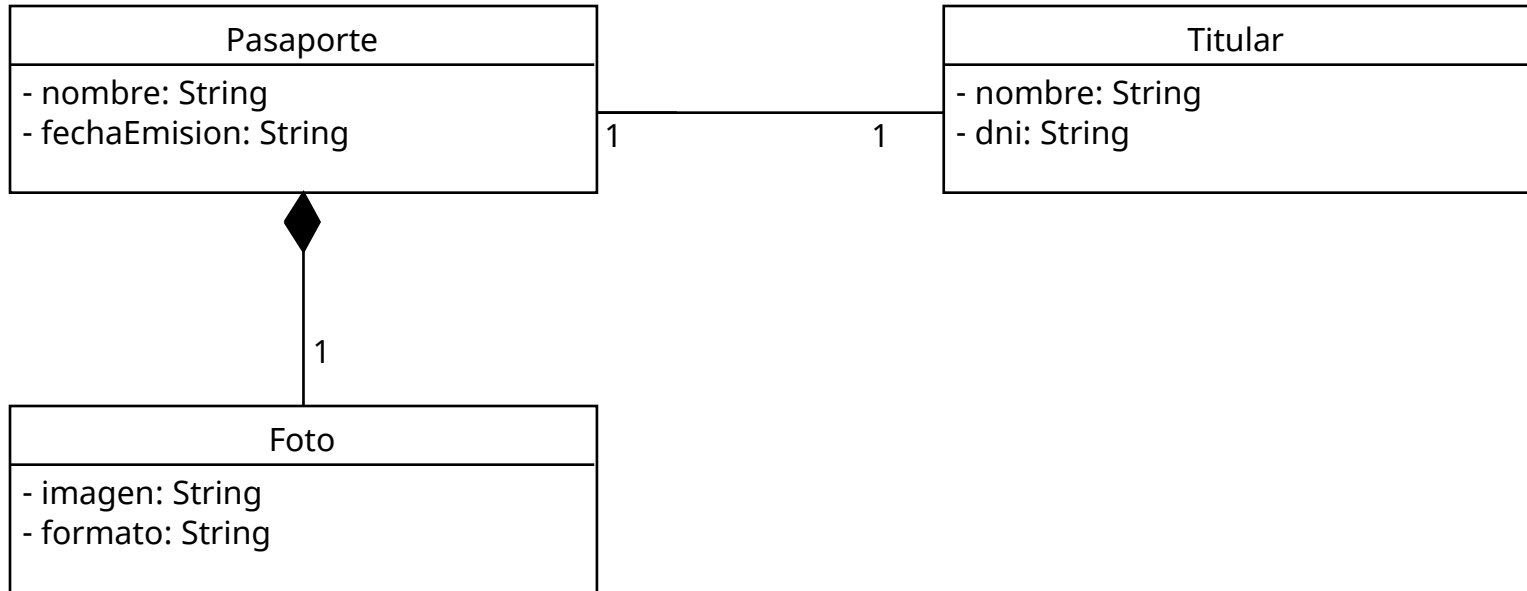 Pasaporte
- nombre: String
- fechaEmision: String
Titular
- nombre: String
- dni: String
1
1
1
Foto
- imagen: String
- formato: String